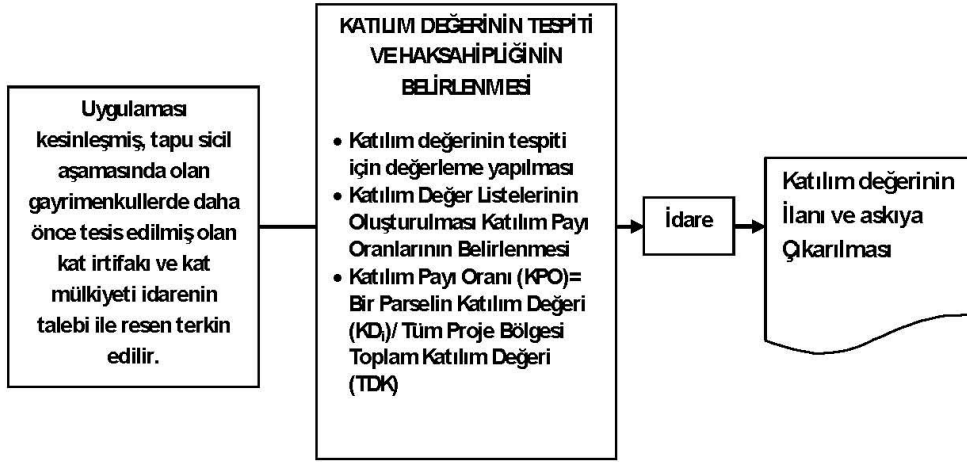 Uygulaması
kesinleşmiş, tapu sicil
aşamasında olan
gayrimenkullerde daha
önce tesis edilmiş olan
kat irtifakı ve kat
mülkiyeti idarenin
talebi ile resen terkin
edilir.
KATILIM DEĞERİNİN TESPİTİ
VE HAKSAHİPLİĞİNİN
BELİRLENMESİ
• Katılım değerinin tespiti
için değerleme yapılması
• Katılım Değer Listelerinin
Oluşturulması Katılım Payı
Oranlarının Belirlenmesi
• Katılım Payı Oranı (KPO)=
Bir Parselin Katılım Değeri
(KDi)/ Tüm Proje Bölgesi
Toplam Katılım Değeri
(TDK)
İdare
Katılım değerinin
İlanı ve askıya
Çıkarılması